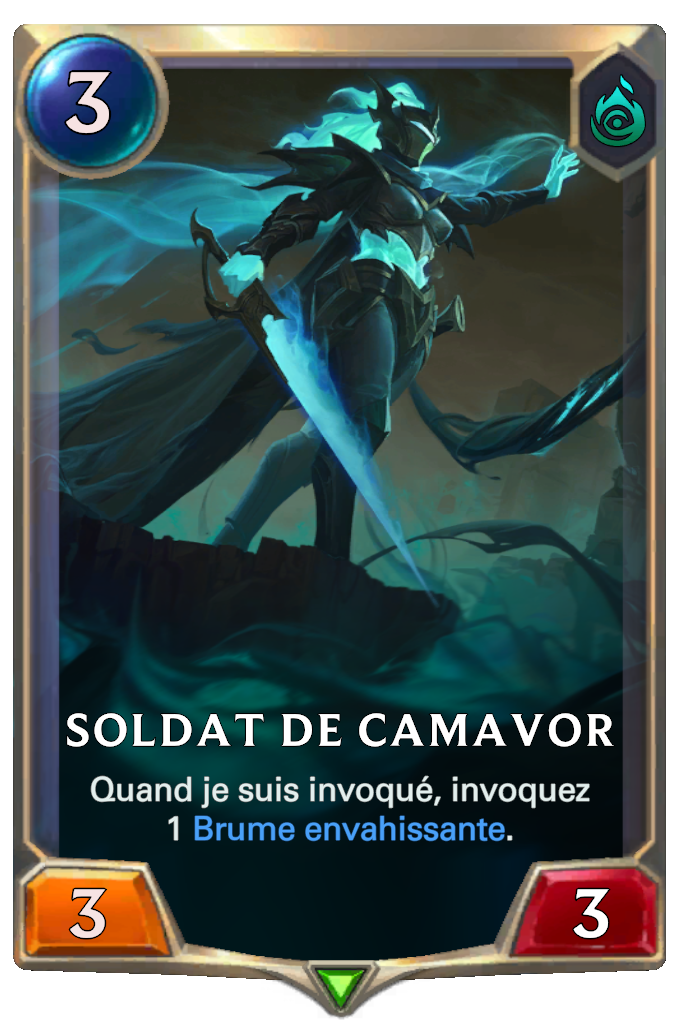 3
SOLDAT DE CAMAVOR
Quand je suis invoqué, invoquez
1 Brume envahissante.
3 3